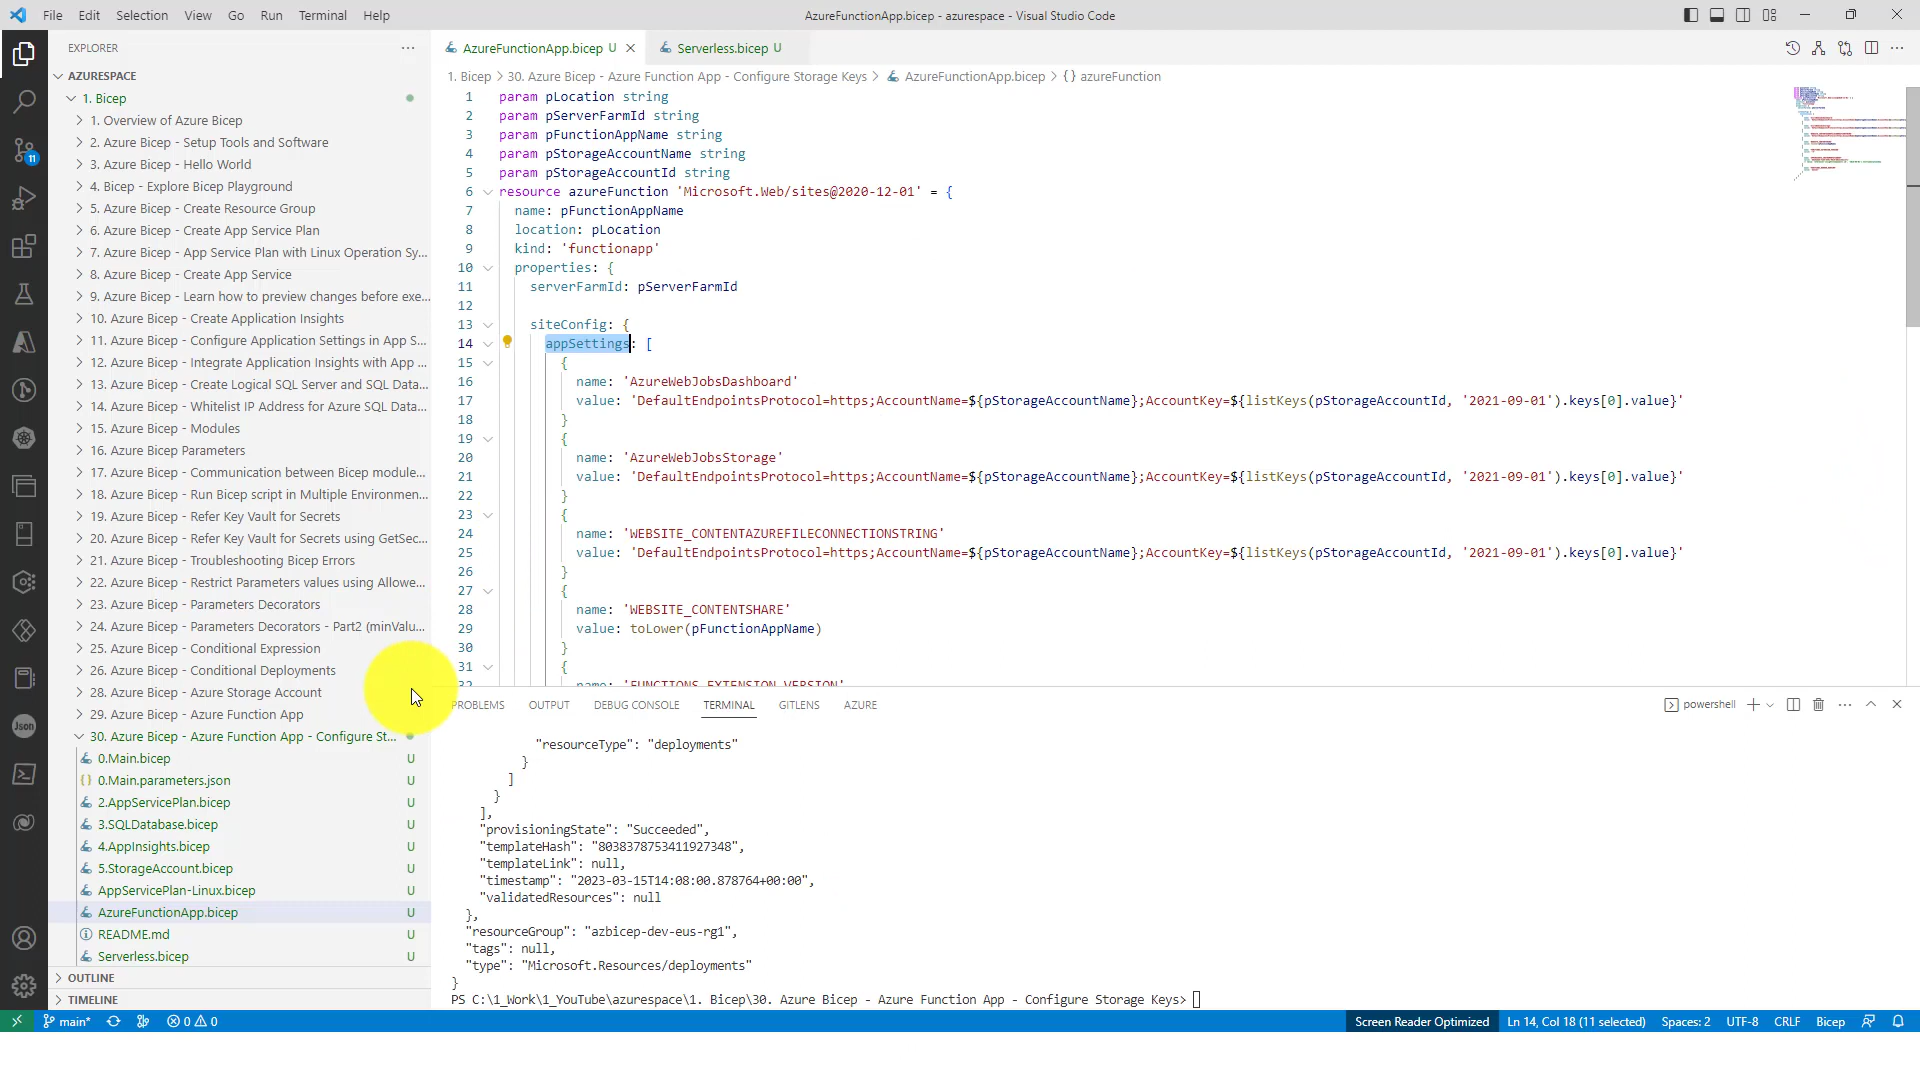 File Edit Selection View Go Run Terminal Help
AzureFunctionApp.bicep - azurespace - Visual Studio Code
EXPLORER
AZURESPACE
1. Bicep
1. Overview of Azure Bicep
2. Azure Bicep - Setup Tools and Software
3. Azure Bicep - Hello World
4. Bicep - Explore Bicep Playground
5. Azure Bicep - Create Resource Group
6. Azure Bicep - Create App Service Plan
7. Azure Bicep - App Service Plan with Linux Operation Sy...
8. Azure Bicep - Create App Service
9. Azure Bicep - Learn how to preview changes before exe...
10. Azure Bicep - Create Application Insights
11. Azure Bicep - Configure Application Settings in App S...
12. Azure Bicep - Integrate Application Insights with App ...
13. Azure Bicep - Create Logical SQL Server and SQL Data...
14. Azure Bicep - Whitelist IP Address for Azure SQL Data...
15. Azure Bicep - Modules
16. Azure Bicep Parameters
17. Azure Bicep - Communication between Bicep module...
18. Azure Bicep - Run Bicep script in Multiple Environmen...
19. Azure Bicep - Refer Key Vault for Secrets
20. Azure Bicep - Refer Key Vault for Secrets using GetSec...
21. Azure Bicep - Troubleshooting Bicep Errors
22. Azure Bicep - Restrict Parameters values using Allowe...
23. Azure Bicep - Parameters Decorators
24. Azure Bicep - Parameters Decorators - Part2 (minValu...
25. Azure Bicep - Conditional Expression
26. Azure Bicep - Conditional Deployments
28. Azure Bicep - Azure Storage Account
29. Azure Bicep - Azure Function App
30. Azure Bicep - Azure Function App - Configure St...
0.Main.bicep U
0.Main.parameters.json U
2.AppServicePlan.bicep U
3.SQLDatabase.bicep U
4.AppInsights.bicep U
5.StorageAccount.bicep U
AppServicePlan-Linux.bicep U
AzureFunctionApp.bicep U
README.md U
Serverless.bicep U
OUTLINE
TIMELINE
11
Json
AzureFunctionApp.bicep U
Serverless.bicep U
1. Bicep > 30. Azure Bicep - Azure Function App - Configure Storage Keys > AzureFunctionApp.bicep > {} azureFunction
1 param pLocation string
2 param pServerFarmId string
3 param pFunctionAppName string
4 param pStorageAccountName string
5 param pStorageAccountId string
6 resource azureFunction 'Microsoft.Web/sites@2020-12-01' = {
7 name: pFunctionAppName
8 location: pLocation
9 kind: 'functionapp'
10 properties: {
11 serverFarmId: pServerFarmId
12
13 siteConfig: {
14 appSettings: [
15 {
16 name: 'AzureWebJobsDashboard'
17 value: 'DefaultEndpointsProtocol=https;AccountName=${pStorageAccountName};AccountKey=${listKeys(pStorageAccountId, '2021-09-01').keys[0].value}'
18 }
19 {
20 name: 'AzureWebJobsStorage'
21 value: 'DefaultEndpointsProtocol=https;AccountName=${pStorageAccountName};AccountKey=${listKeys(pStorageAccountId, '2021-09-01').keys[0].value}'
22 }
23 {
24 name: 'WEBSITE_CONTENTAZUREFILECONNECTIONSTRING'
25 value: 'DefaultEndpointsProtocol=https;AccountName=${pStorageAccountName};AccountKey=${listKeys(pStorageAccountId, '2021-09-01').keys[0].value}'
26 }
27 {
28 name: 'WEBSITE_CONTENTSHARE'
29 value: toLower(pFunctionAppName)
30 }
31 {
32 name: 'FUNCTIONS_EXTENSION_VERSION'
PROBLEMS OUTPUT DEBUG CONSOLE TERMINAL GITLENS AZURE
powershell
"resourceType": "deployments"
}
]
}
],
"provisioningState": "Succeeded",
"templateHash": "8038378753411927348",
"templateLink": null,
"timestamp": "2023-03-15T14:08:00.878764+00:00",
"validatedResources": null
},
"resourceGroup": "azbicep-dev-eus-rg1",
"tags": null,
"type": "Microsoft.Resources/deployments"
}
PS C:\1_Work\1_YouTube\azurespace\1. Bicep\30. Azure Bicep - Azure Function App - Configure Storage Keys>
main* 0 0
Screen Reader Optimized Ln 14, Col 18 (11 selected) Spaces: 2 UTF-8 CRLF Bicep